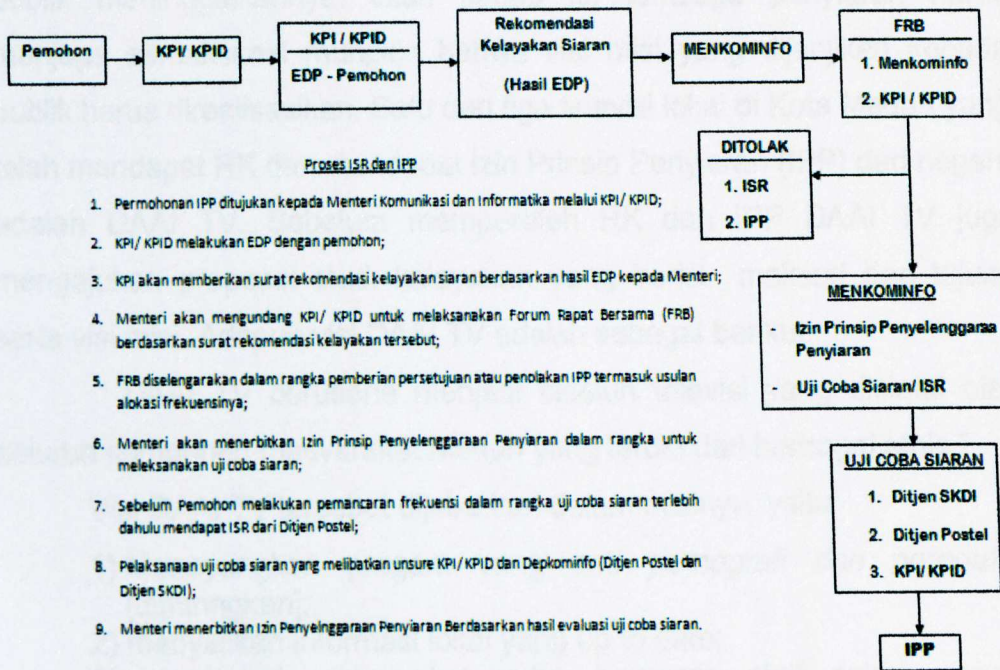 Pemohon
KPI/ KPID
KPI / KPID
EDP - Pemohon
Rekomendasi
Kelayakan Siaran
(Hasil EDP)
MENKOMINFO
FRB
1. Menkominfo
2. KPI / KPID
DITOLAK
1. ISR
2. IPP
MENKOMINFO
Izin Prinsip Penyelenggaraa
Penyiaran
Uji Coba Siaran/ ISR
UJI COBA SIARAN
1. Ditjen SKDI
2. Ditjen Postel
3. KPI/ KPID
IPP
Proses ISR dan IPP
1. Permohonan IPP ditujukan kepada Menteri Komunikasi dan Informatika melalui KPI/ KPID;
2. KPI/ KPID melakukan EDP dengan pemohon;
3. KPI akan memberikan surat rekomendasi kelayakan siaran berdasarkan hasil EDP kepada Menteri;
4. Menteri akan mengundang KPI/ KPID untuk melaksanakan Forum Rapat Bersama (FRB)
berdasarkan surat rekomendasi kelayakan tersebut;
5. FRB diselengarakan dalam rangka pemberian persetujuan atau penolakan IPP termasuk usulan
alokasi frekuensinya;
6. Menteri akan menerbitkan Izin Prinsip Penyelenggaraan Penyiaran dalam rangka untuk
meleksanakan uji coba siaran;
7. Sebelum Pemohon melakukan pemancaran frekuensi dalam rangka uji coba siaran terlebih
dahulu mendapat ISR dari Ditjen Postel;
8. Pelaksanaan uji coba siaran yang melibatkan unsure KPI/ KPID dan Depkominfo (Ditjen Postel dan
Ditjen SKDI);
9. Menteri menerbitkan Izin Penyelnggaraan Penyiaran Berdasarkan hasil evaluasi uji coba siaran.